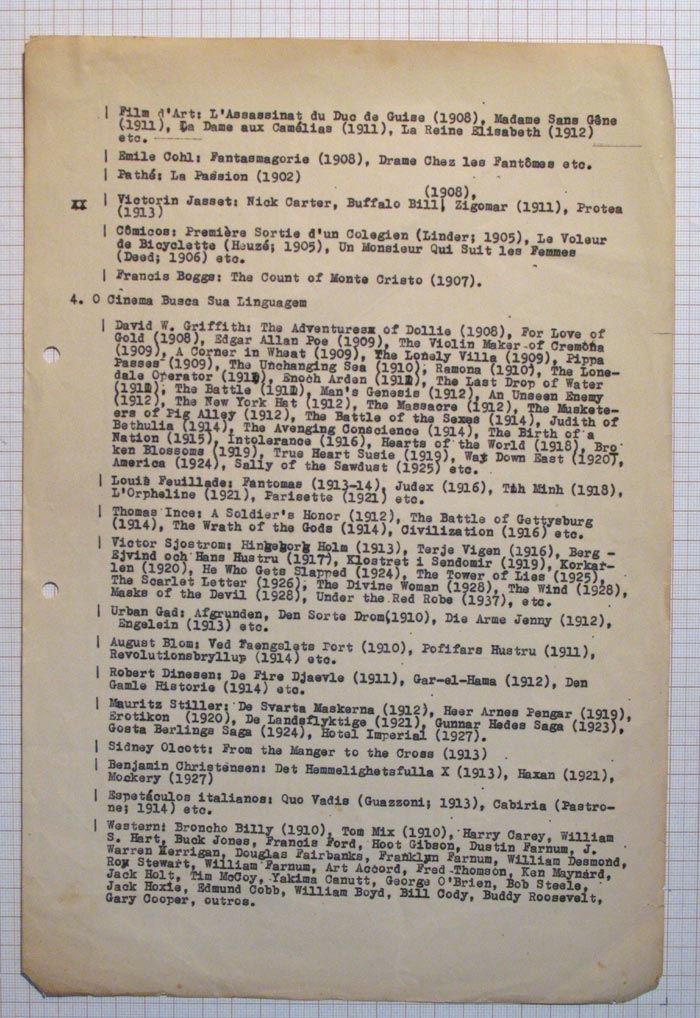 | Film d'Art: L'Assassinat du Duc de Guise (1908), Madame Sans Gêne
(1911), La Dame aux Camélias (1911), La Reine Elisabeth (1912)
etc.
| Emile Cohl: Fantasmagorie (1908), Drame Chez les Fantômes etc.
| Pathé: La Passion (1902)
(1908),
| Victorin Jasset: Nick Carter, Buffalo Bill, Zigomar (1911), Protea
(1913)
| Cômicos: Première Sortie d'un Colegien (Linder; 1905), Le Voleur
de Bicyclette (Heuzé; 1905), Un Monsieur Qui Suit les Femmes
(Deed; 1906) etc.
| Francis Boggs: The Count of Monte Cristo (1907).
4. O Cinema Busca Sua Linguagem
| David W. Griffith: The Adventures of Dollie (1908), For Love of
Gold (1908), Edgar Allan Poe (1909), The Violin Maker of Cremona
(1909), A Corner in Wheat (1909), The Lonely Villa (1909), Pippa
Passes (1909), The Unchanging Sea (1910), Ramona (1910), The Lone-
dale Operator (1911), Enoch Arden (1911), The Last Drop of Water
(1911), The Battle (1911), Man's Genesis (1912), An Unseen Enemy
(1912), The New York Hat (1912), The Massacre (1912), The Muskete-
ers of Pig Alley (1912), The Battle of the Sexes (1914), Judith of
Bethulia (1914), The Avenging Conscience (1914), The Birth of a
Nation (1915), Intolerance (1916), Hearts of the World (1918), Bro
ken Blossoms (1919), True Heart Susie (1919), Way Down East (1920),
America (1924), Sally of the Sawdust (1925) etc.
| Louis Feuillade: Fantomas (1913-14), Judex (1916), Tih Minh (1918),
L'Orpheline (1921), Parisette (1921) etc.
| Thomas Ince: A Soldier's Honor (1912), The Battle of Gettysburg
(1914), The Wrath of the Gods (1914), Civilization (1916) etc.
| Victor Sjostrom: Hingeborg Holm (1913), Terje Vigen (1916), Berg -
Ejvind och Hans Hustru (1917), Klostret i Sendomir (1919), Korkar-
len (1920), He Who Gets Slapped (1924), The Tower of Lies (1925),
The Scarlet Letter (1926), The Divine Woman (1928), The Wind (1928),
Masks of the Devil (1928), Under the Red Robe (1937), etc.
| Urban Gad: Afgrunden, Den Sorte Drom(1910), Die Arme Jenny (1912),
Engelein (1913) etc.
| August Blom: Ved Faengslets Port (1910), Pofifars Hustru (1911),
Revolutionsbryllup (1914) etc.
| Robert Dinesen: De Fire Djaevle (1911), Gar-el-Hama (1912), Den
Gamle Historie (1914) etc.
| Mauritz Stiller: De Svarta Maskerna (1912), Heer Arnes Pengar (1919),
Erotikon (1920), De Landsflyktige (1921), Gunnar Hedes Saga (1923),
Gosta Berlings Saga (1924), Hotel Imperial (1927).
| Sidney Olcott: From the Manger to the Cross (1913)
| Benjamin Christensen: Det Hemmelighetsfulla X (1913), Haxan (1921),
Mockery (1927)
| Espetáculos italianos: Quo Vadis (Guazzoni; 1913), Cabiria (Pastro-
ne; 1914) etc.
| Western: Broncho Billy (1910), Tom Mix (1910), Harry Carey, William
S. Hart, Buck Jones, Francis Ford, Hoot Gibson, Dustin Farnum, J.
Warren Kerrigan, Douglas Fairbanks, Franklyn Farnum, William Desmond,
Roy Stewart, William Farnum, Art Accord, Fred Thomson, Ken Maynard,
Jack Holt, Tim McCoy, Yakima Canutt, George O'Brien, Bob Steele,
Jack Hoxie, Edmund Cobb, William Boyd, Bill Cody, Buddy Roosevelt,
Gary Cooper, outros.